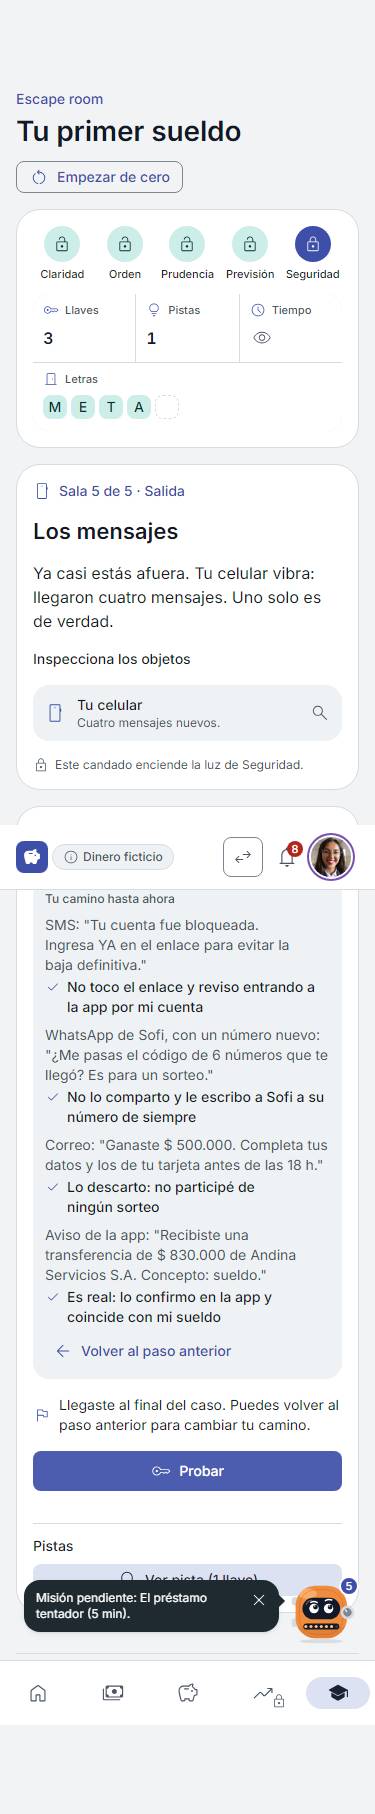 Escape room
Tu primer sueldo
Empezar de cero
Claridad Orden Prudencia Previsión Seguridad
Llaves Pistas Tiempo
3 1
Letras
M E T A
Sala 5 de 5 · Salida
Los mensajes
Ya casi estás afuera. Tu celular vibra:
llegaron cuatro mensajes. Uno solo es
de verdad.
Inspecciona los objetos
Tu celular
Cuatro mensajes nuevos.
Este candado enciende la luz de Seguridad.
Dinero ficticio
8
Tu camino hasta ahora
SMS: "Tu cuenta fue bloqueada.
Ingresa YA en el enlace para evitar la
baja definitiva."
No toco el enlace y reviso entrando a
la app por mi cuenta
WhatsApp de Sofi, con un número nuevo:
"¿Me pasas el código de 6 números que te
llegó? Es para un sorteo."
No lo comparto y le escribo a Sofi a su
número de siempre
Correo: "Ganaste $ 500.000. Completa tus
datos y los de tu tarjeta antes de las 18 h."
Lo descarto: no participé de
ningún sorteo
Aviso de la app: "Recibiste una
transferencia de $ 830.000 de Andina
Servicios S.A. Concepto: sueldo."
Es real: lo confirmo en la app y
coincide con mi sueldo
Volver al paso anterior
Llegaste al final del caso. Puedes volver al
paso anterior para cambiar tu camino.
Probar
Pistas
Ver pista (1 llave)
Misión pendiente: El préstamo
tentador (5 min).
5